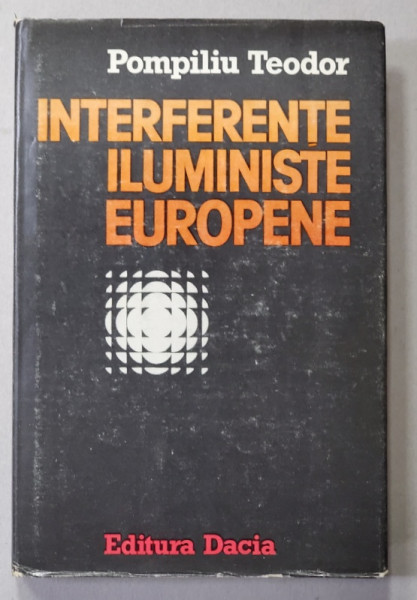 Pompiliu Teodor
INTERFERENȚE
ILUMINISTE
EUROPENE
Editura Dacia